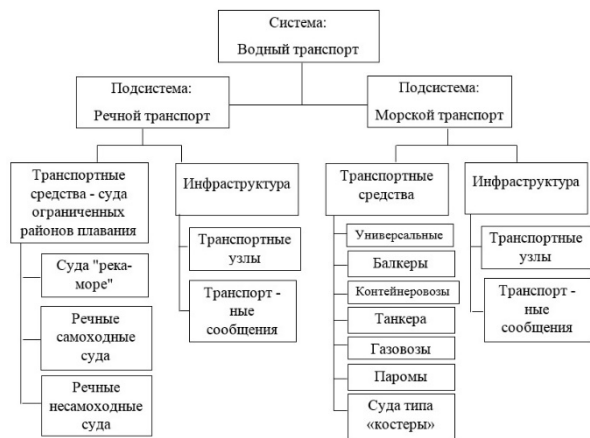 Система:
Водный транспорт
Подсистема:
Речной транспорт
Подсистема:
Морской транспорт
Транспортные
средства - суда
ограниченных
районов плавания
Инфраструктура
Транспортные
средства
Инфраструктура
Суда "река-
море"
Речные
самоходные
суда
Речные
несамоходные
суда
Транспортные
узлы
Транспорт -
ные
сообщения
Универсальные
Балкеры
Контейнеровозы
Танкера
Газовозы
Паромы
Суда типа
«костеры»
Транспортные
узлы
Транспорт -
ные
сообщения